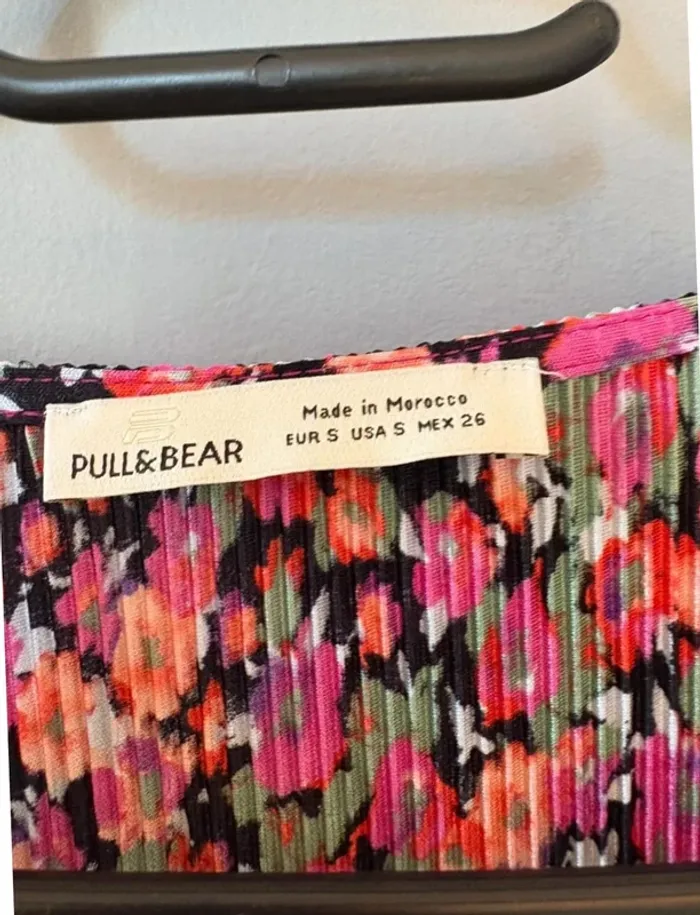 PULL&BEAR
Made in Morocco
EUR S USA S MEX 26